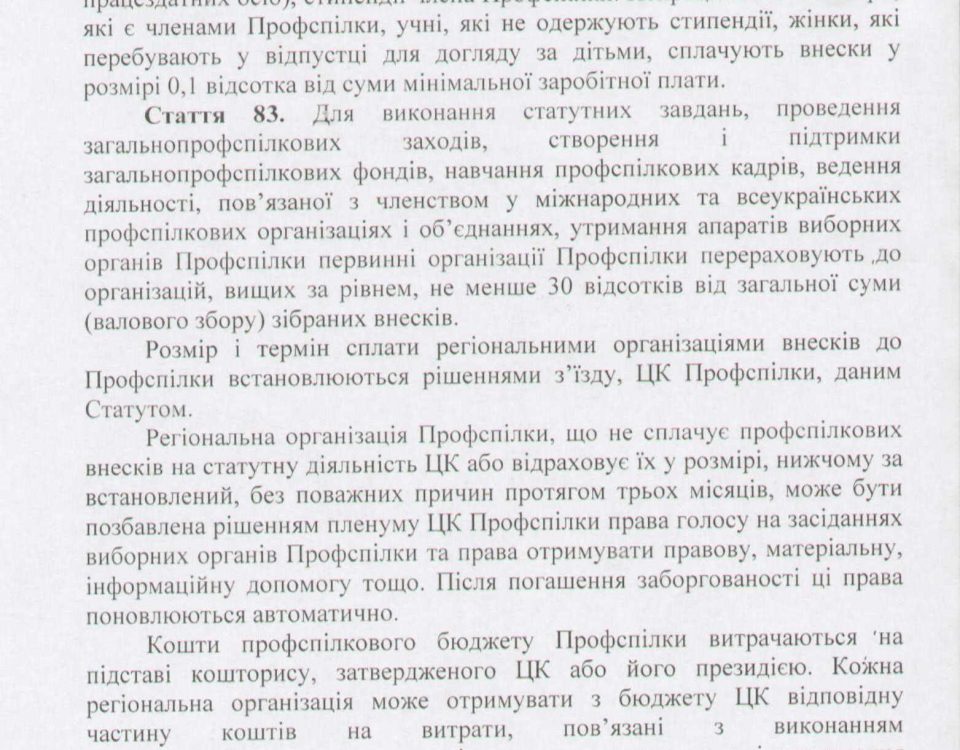 які є членами Профспілки, учні, які не одержують стипендії, жінки, які
перебувають у відпустці для догляду за дітьми, сплачують внески у
розмірі 0,1 відсотка від суми мінімальної заробітної плати.
Стаття 83. Для виконання статутних завдань, проведення
загальнопрофспілкових заходів, створення і підтримки
загальнопрофспілкових фондів, навчання профспілкових кадрів, ведення
діяльності, пов’язаної з членством у міжнародних та всеукраїнських
профспілкових організаціях і об’єднаннях, утримання апаратів виборних
органів Профспілки первинні організації Профспілки перераховують до
організацій, вищих за рівнем, не менше 30 відсотків від загальної суми
(валового збору) зібраних внесків.
Розмір і термін сплати регіональними організаціями внесків до
Профспілки встановлюються рішеннями з’їзду, ЦК Профспілки, даним
Статутом.
Регіональна організація Профспілки, що не сплачує профспілкових
внесків на статутну діяльність ЦК або відраховує їх у розмірі, нижчому за
встановлений, без поважних причин протягом трьох місяців, може бути
позбавлена рішенням пленуму ЦК Профспілки права голосу на засіданнях
виборних органів Профспілки та права отримувати правову, матеріальну,
інформаційну допомогу тощо. Після погашення заборгованості ці права
поновлюються автоматично.
Кошти профспілкового бюджету Профспілки витрачаються на
підставі кошторису, затвердженого ЦК або його президією. Кожна
регіональна організація може отримувати з бюджету ЦК відповідну
частину коштів на витрати, пов’язані з виконанням